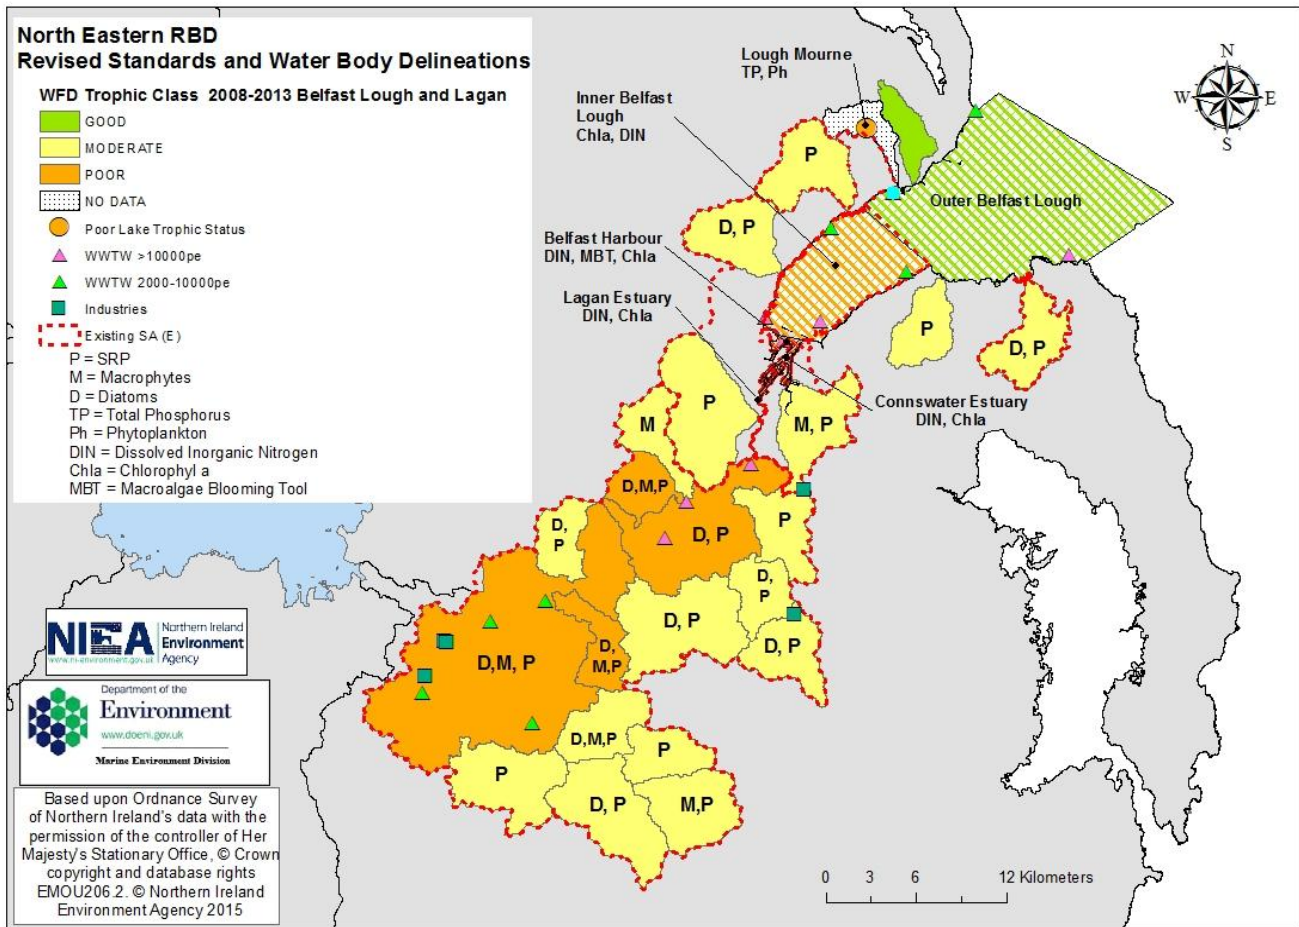 North Eastern RBD
Revised Standards and Water Body Delineations
WFD Trophic Class 2008-2013 Belfast Lough and Lagan
GOOD
MODERATE
POOR
NO DATA
Poor Lake Trophic Status
WWTW >10000pe
WWTW 2000-10000pe
Industries
Existing SA (E)
P = SRP
M = Macrophytes
D = Diatoms
TP = Total Phosphorus
Ph = Phytoplankton
DIN = Dissolved Inorganic Nitrogen
Chla = Chlorophyl a
MBT = Macroalgae Blooming Tool
Lough Mourne
TP, Ph
Inner Belfast
Lough
Chla, DIN
N
W E
S
P
Outer Belfast Lough
D, P
Belfast Harbour
DIN, MBT, Chla
Lagan Estuary
DIN, Chla
P
D, P
Connswater Estuary
DIN, Chla
P
M
M, P
D,M,P
D, P
P
D,
P
D,
P
D, P
D, P
D,M, P
D,
M,P
D,M,P
P
P
D, P
M,P
NIEA
Northern Ireland
Environment
Agency
www.ni-environment.gov.uk
Department of the
Environment
www.doeni.gov.uk
Marine Environment Division
Based upon Ordnance Survey
of Northern Ireland's data with the
permission of the controller of Her
Majesty's Stationary Office, © Crown
copyright and database rights
EMOU206.2. © Northern Ireland
Environment Agency 2015
0 3 6 12 Kilometers